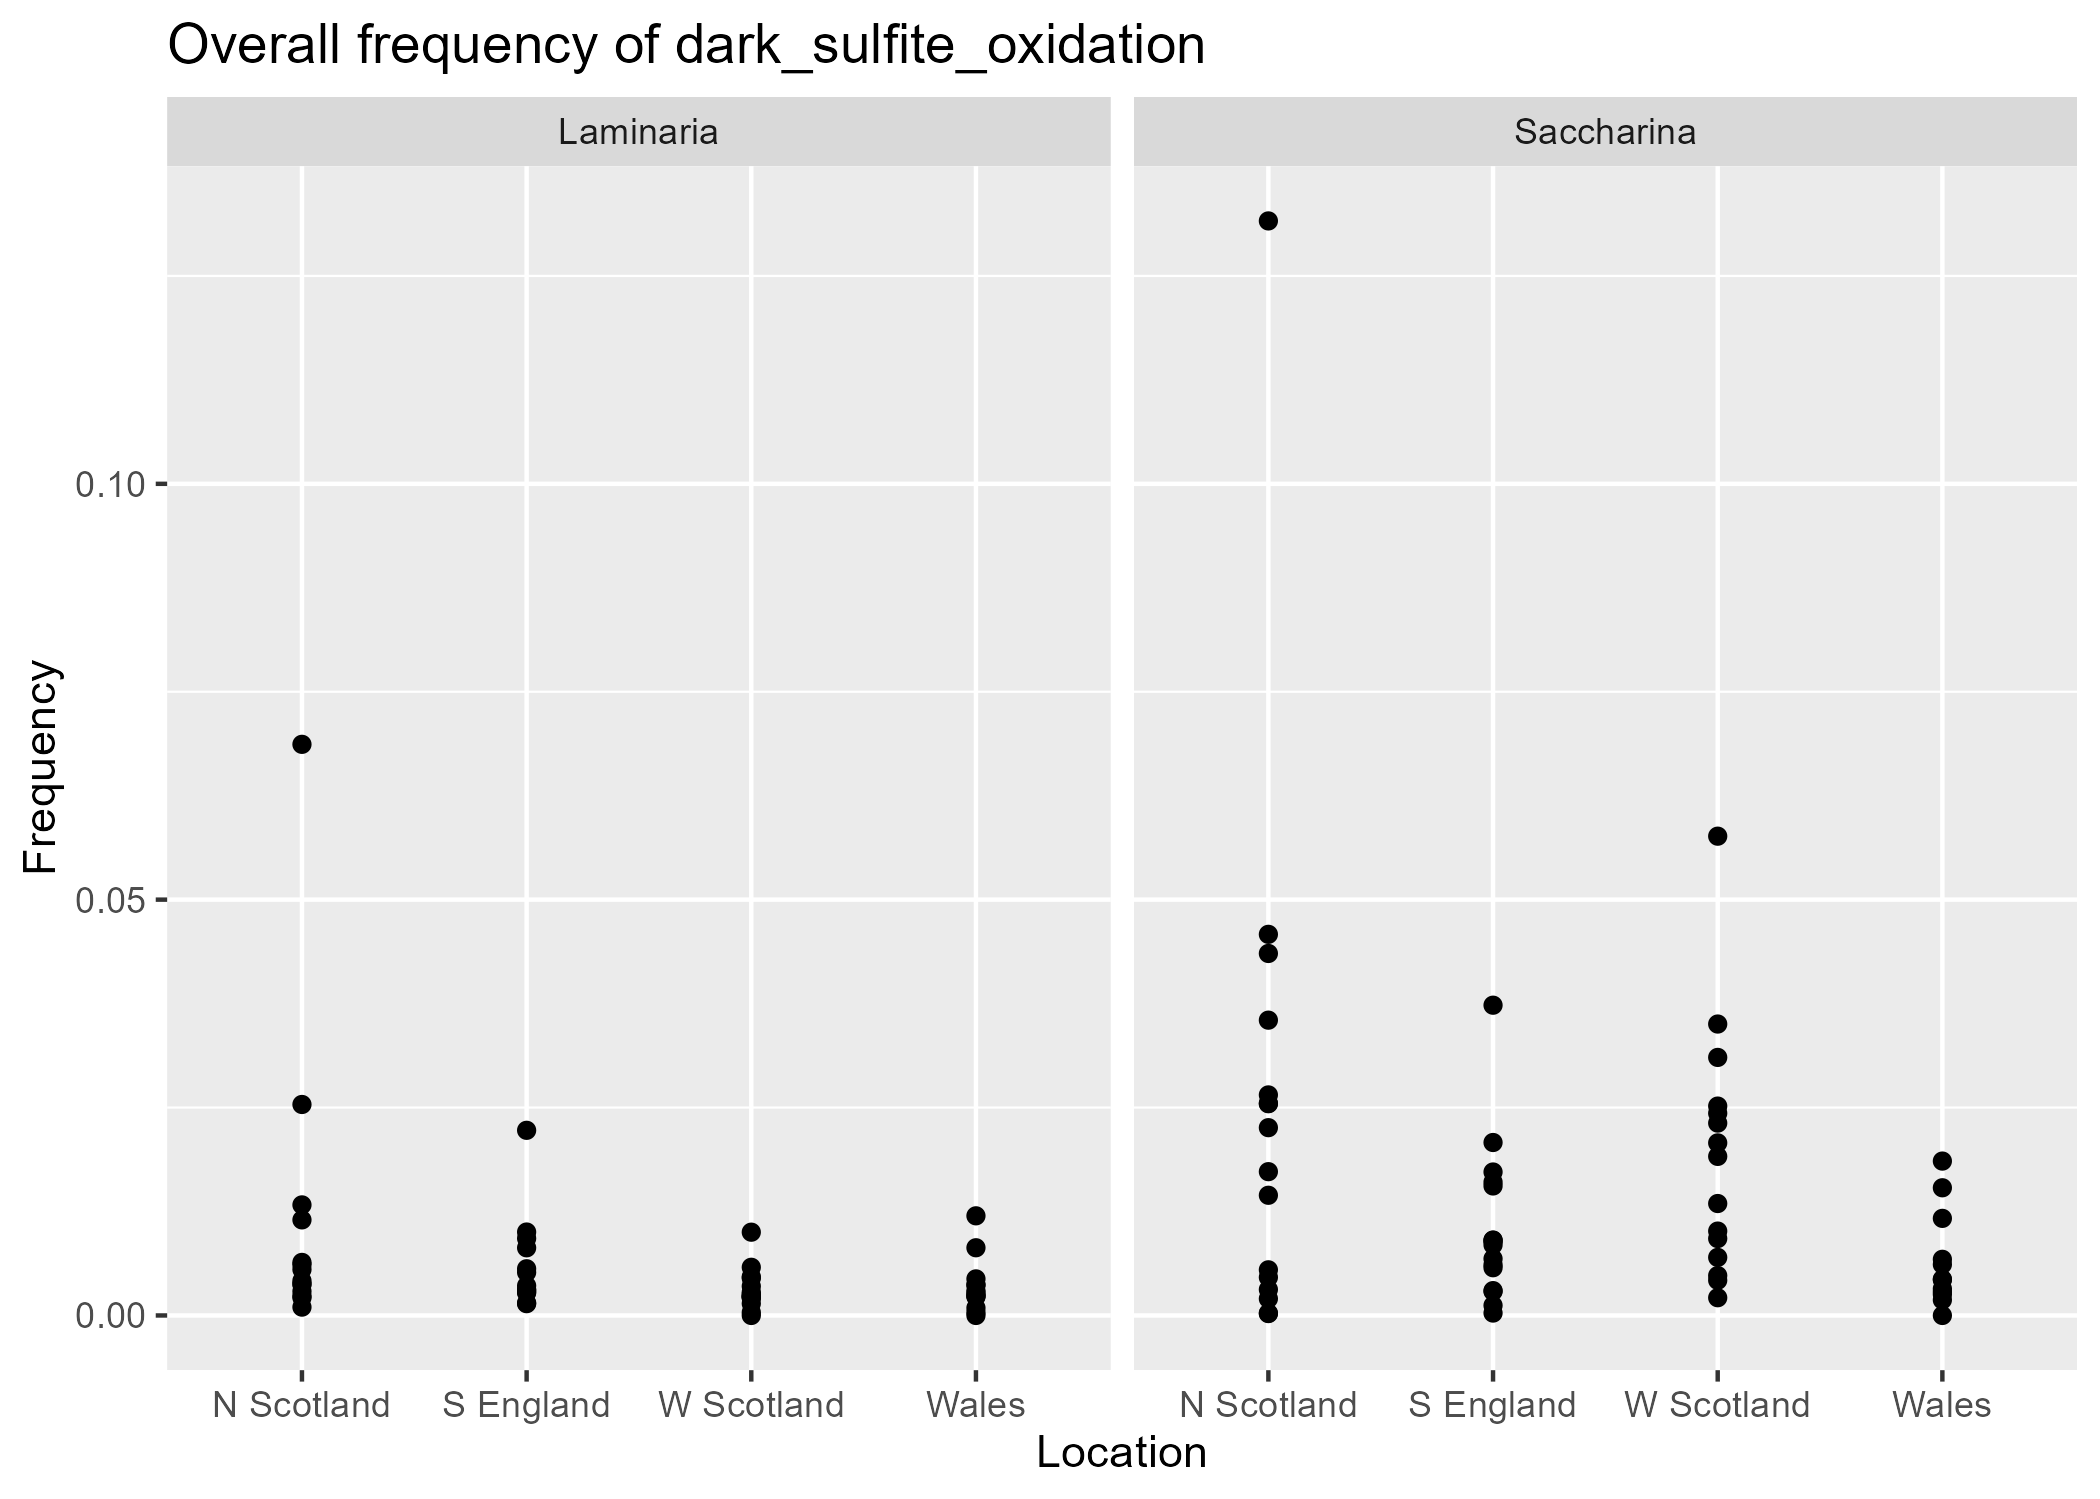 Overall frequency of dark_sulfite_oxidation
Laminaria
Saccharina
Frequency
0.10
0.05
0.00
N Scotland
S England
W Scotland
Wales
N Scotland
S England
W Scotland
Wales
Location